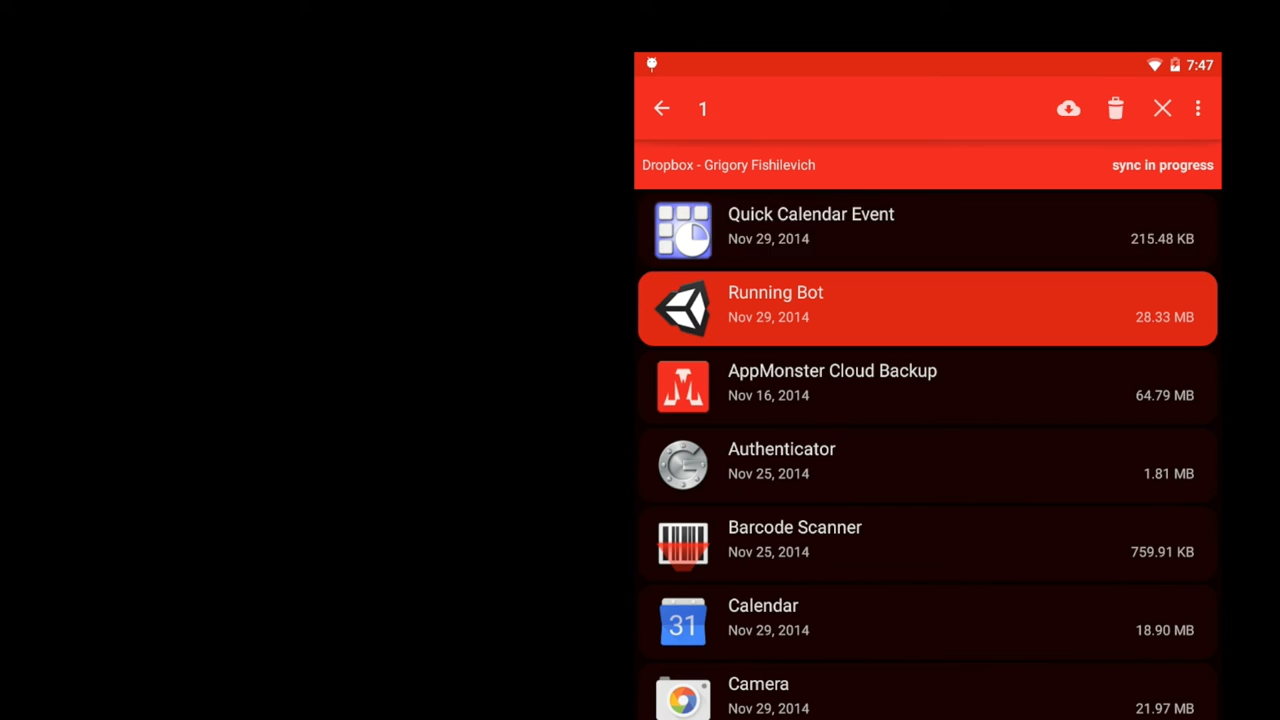 7:47
1
Dropbox - Grigory Fishilevich
sync in progress
Quick Calendar Event
Nov 29, 2014
215.48 KB
Running Bot
Nov 29, 2014
28.33 MB
AppMonster Cloud Backup
Nov 16, 2014
64.79 MB
Authenticator
Nov 25, 2014
1.81 MB
Barcode Scanner
Nov 25, 2014
759.91 KB
31
Calendar
Nov 29, 2014
18.90 MB
Camera
Nov 29, 2014
21.97 MB